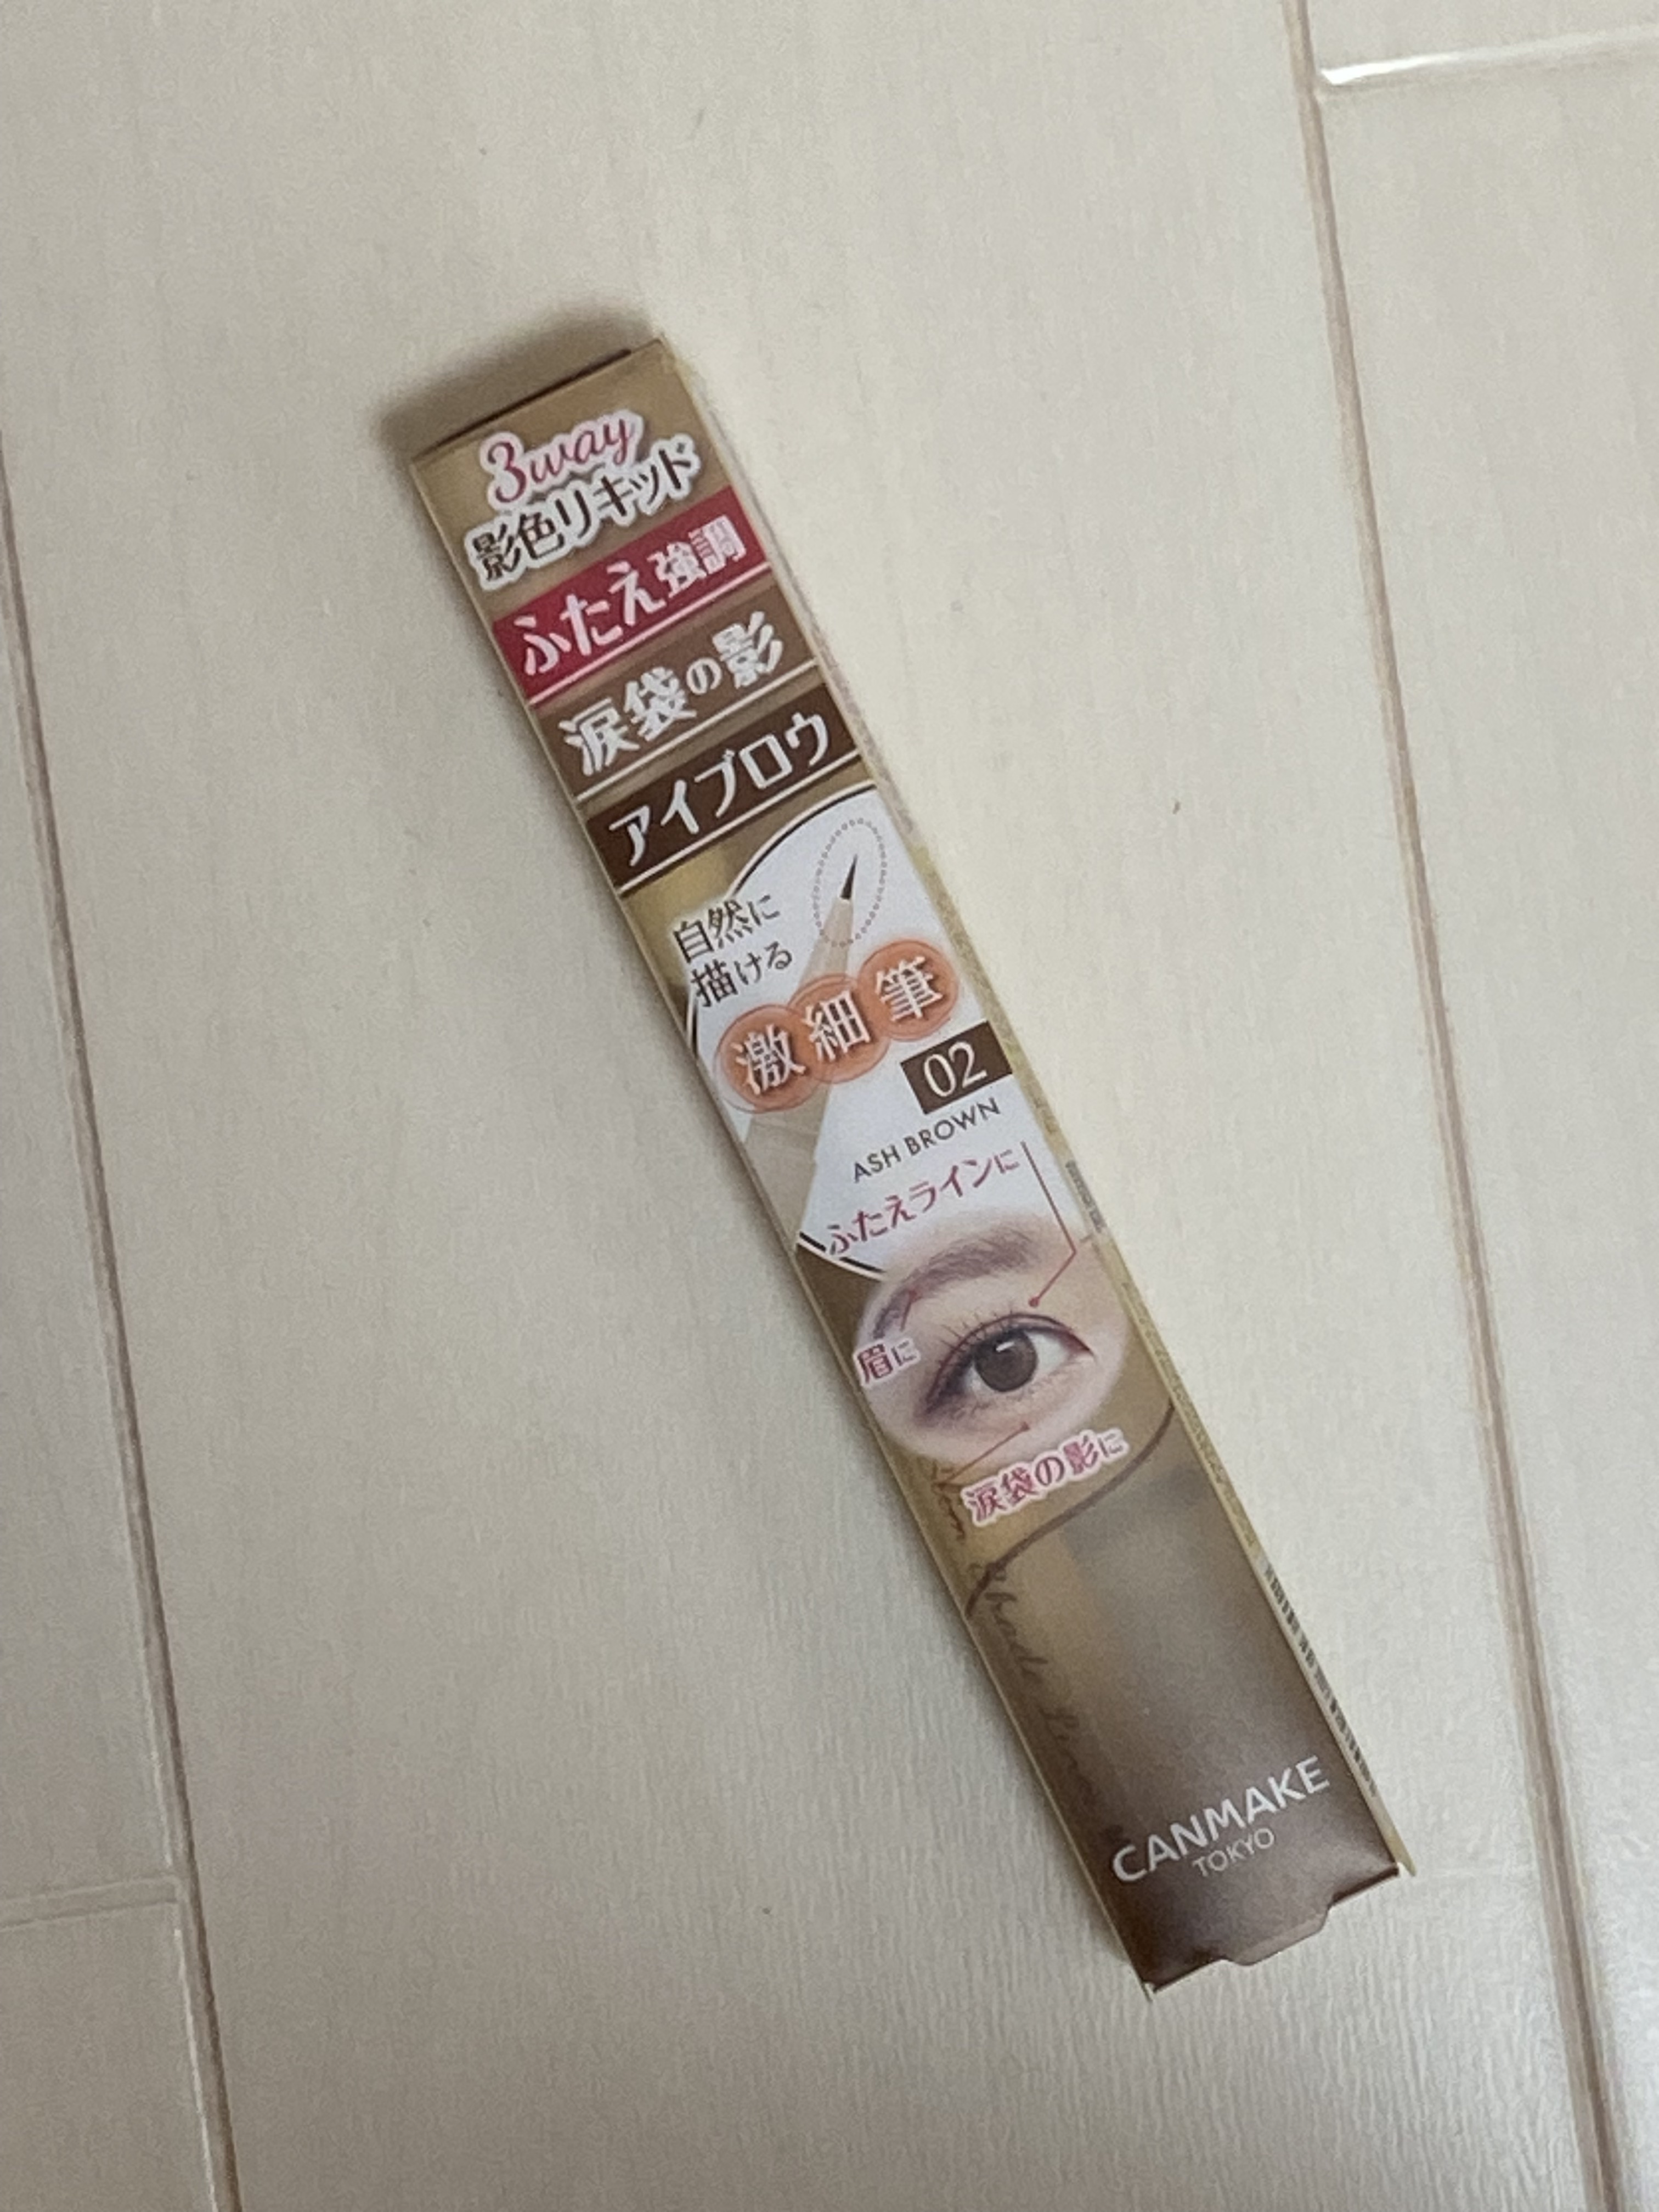 3way
影色リキッド
ふたえ強調
涙袋の影
アイブロウ
自然に
描ける
激細筆
02
ASH BROWN
ふたえラインに
眉に
涙袋の影に
Shade Liner
CANMAKE
TOKYO